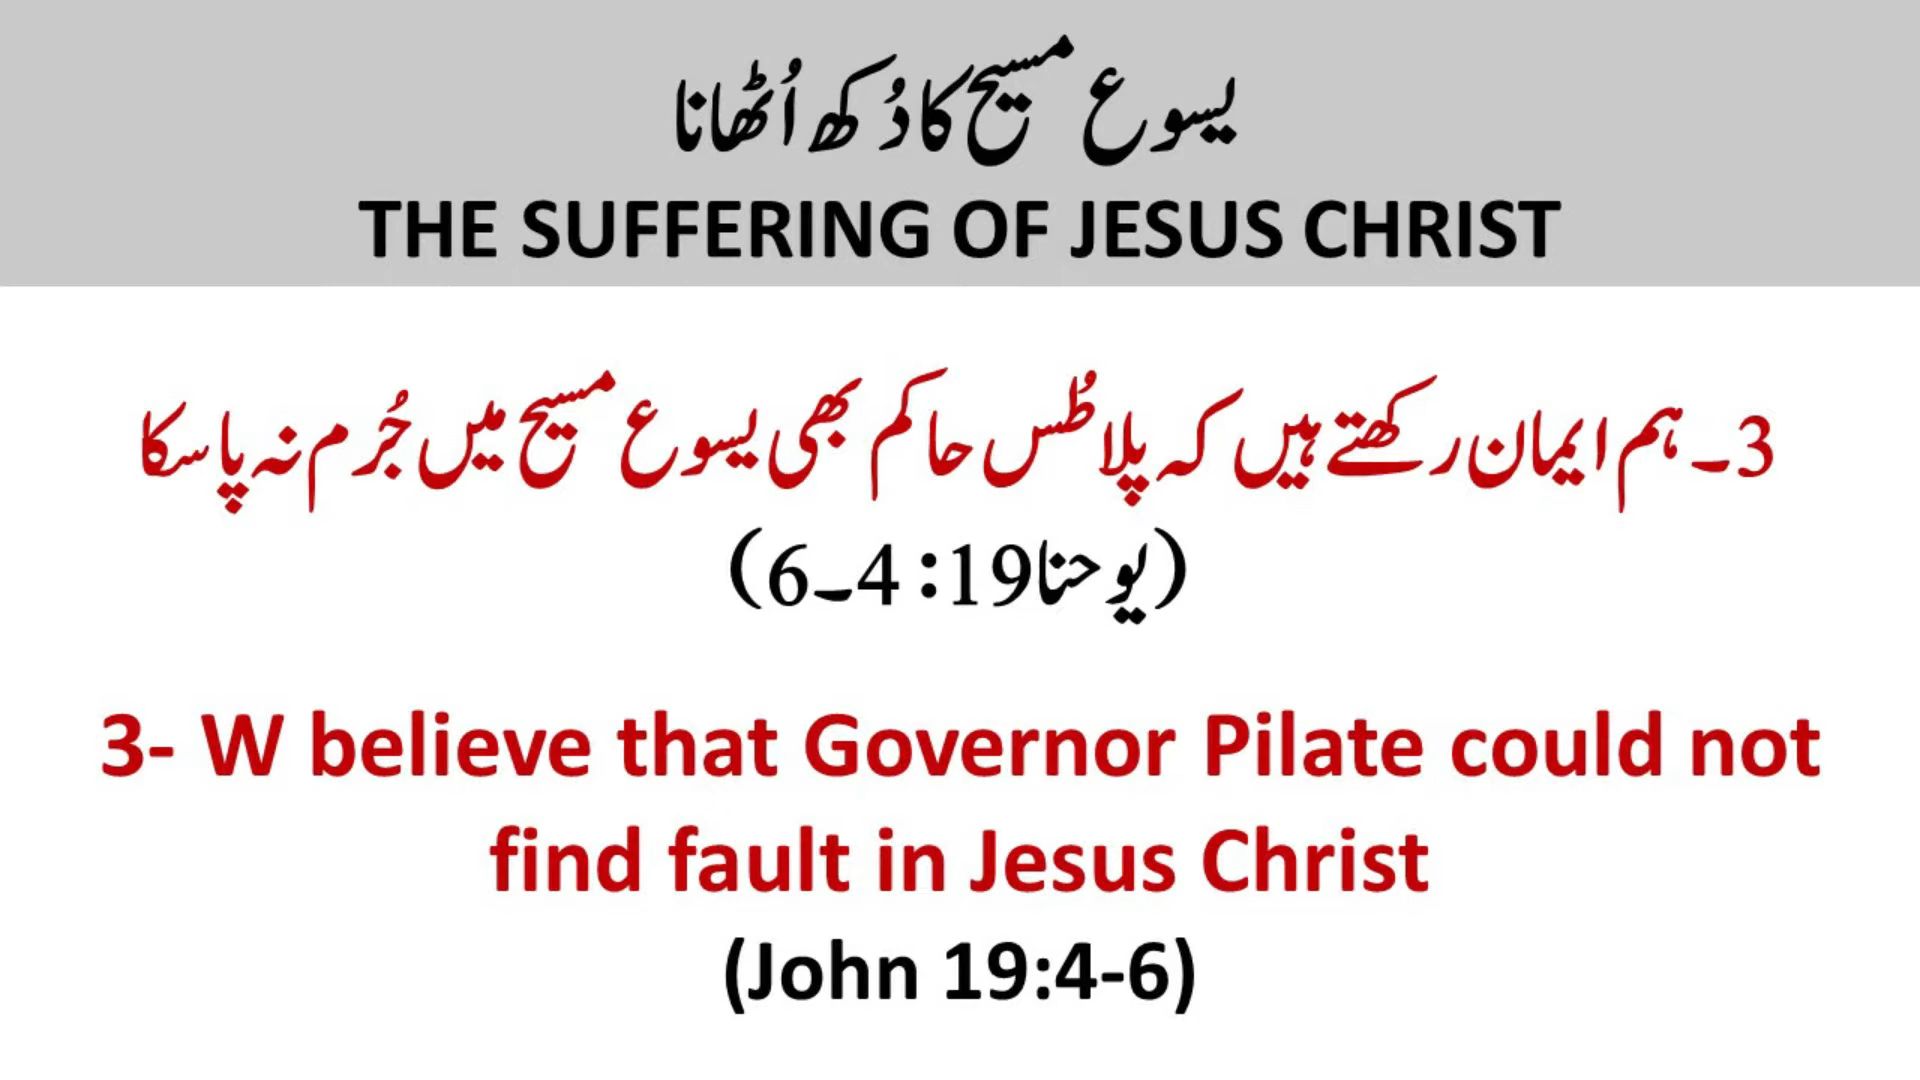 یسوع مسیح کا دُکھ اُٹھانا
THE SUFFERING OF JESUS CHRIST
3۔ ہم ایمان رکھتے ہیں کہ پلاطُس حاکم بھی یسوع مسیح میں جُرم نہ پا سکا
(یوحنا19: 4۔6)
3- W believe that Governor Pilate could not
find fault in Jesus Christ
(John 19:4-6)